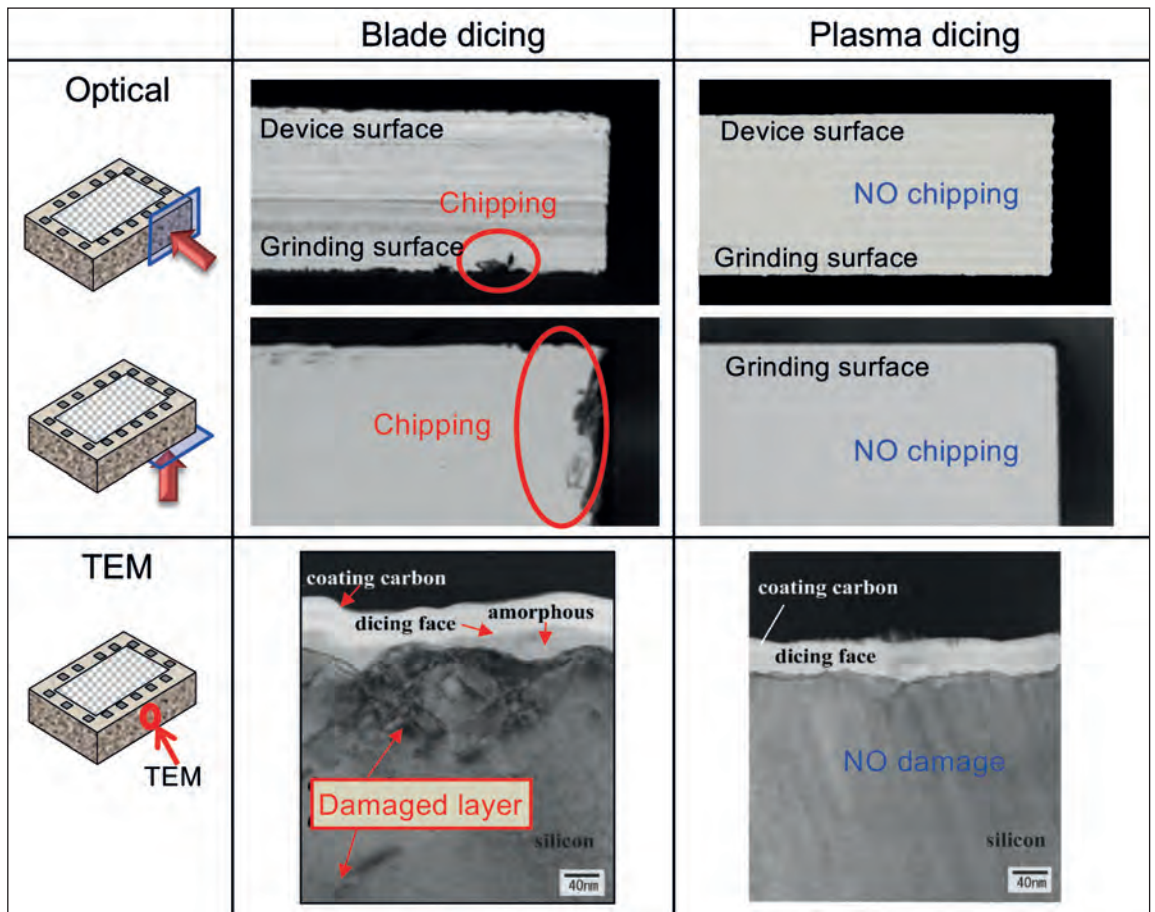 Blade dicing
Plasma dicing
Optical
Device surface
Chipping
Grinding surface
Device surface
NO chipping
Grinding surface
Chipping
Grinding surface
NO chipping
TEM
TEM
coating carbon
amorphous
dicing face
Damaged layer
silicon
40nm
coating carbon
dicing face
NO damage
silicon
40nm